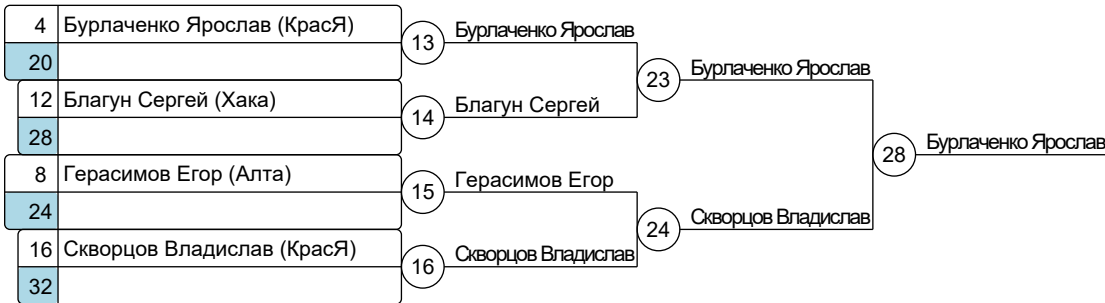 4 Бурлаченко Ярослав (КрасЯ)
20
12 Благун Сергей (Хака)
28
8 Герасимов Егор (Алта)
24
16 Скворцов Владислав (КрасЯ)
32
13 Бурлаченко Ярослав
14 Благун Сергей
15 Герасимов Егор
16 Скворцов Владислав
23 Бурлаченко Ярослав
24 Скворцов Владислав
28 Бурлаченко Ярослав